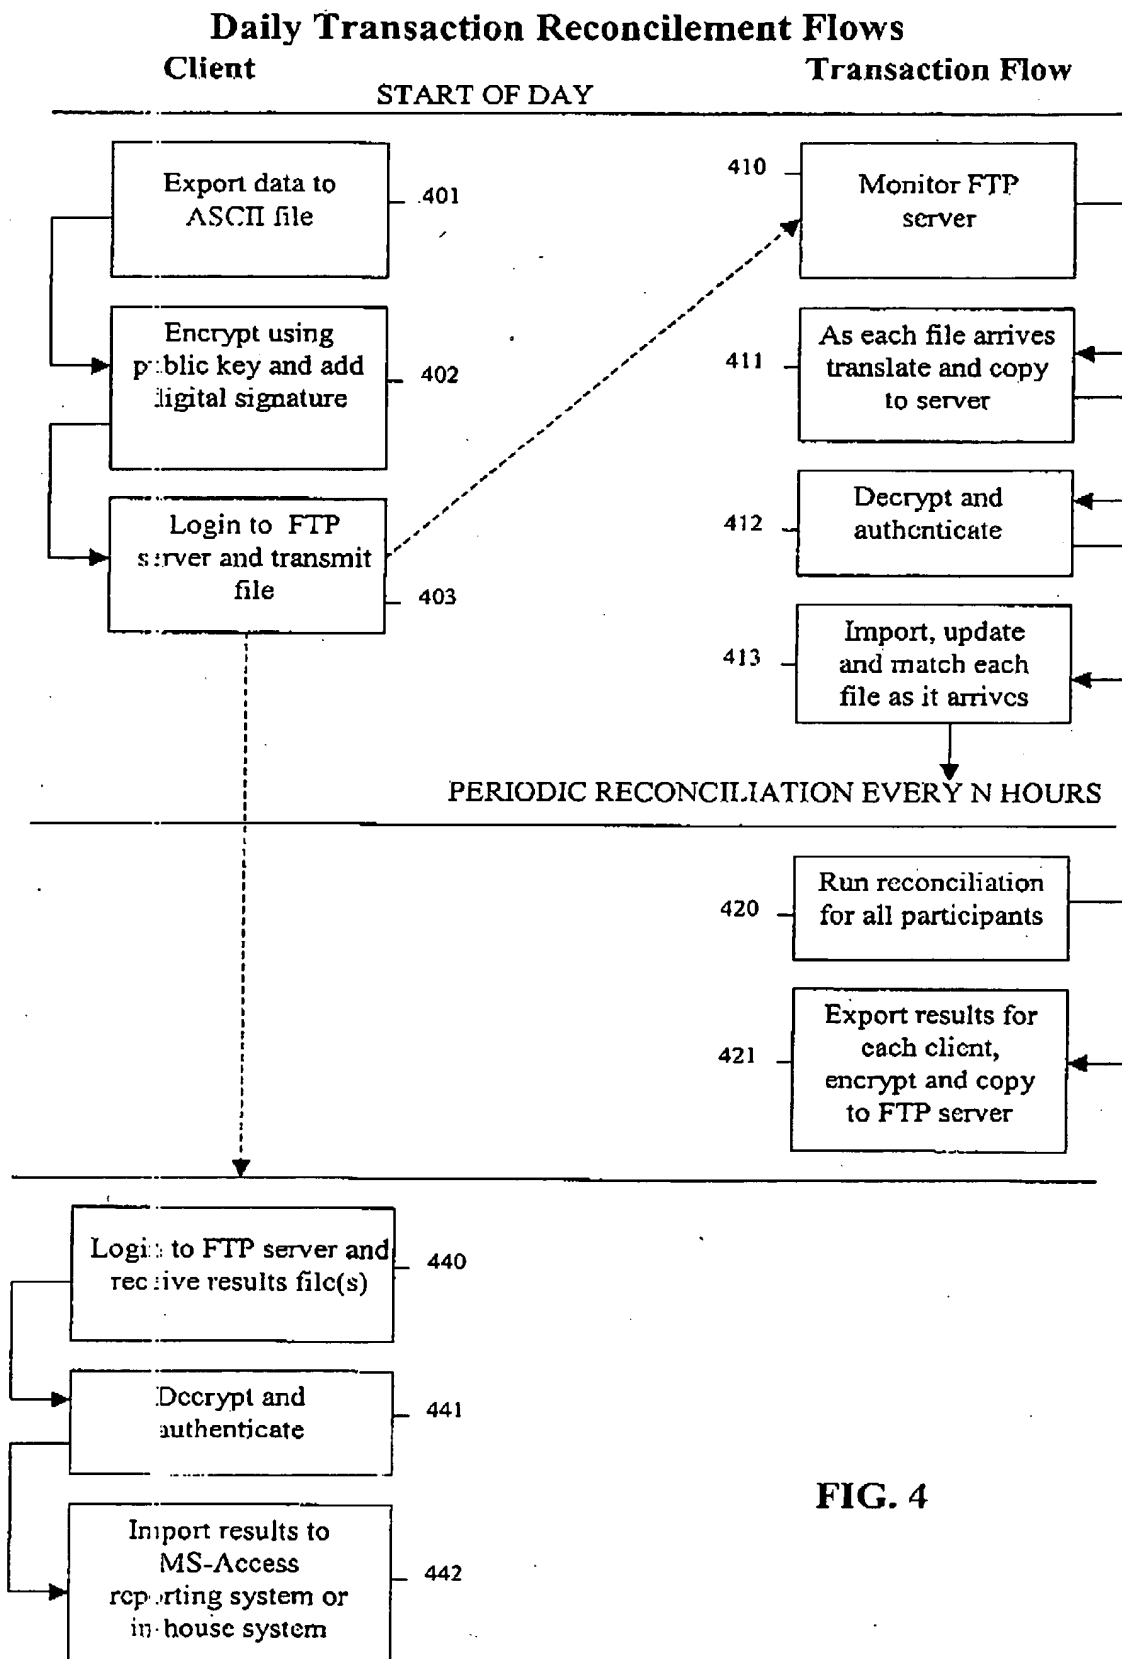 Daily Transaction Reconcilement Flows
Client
Transaction Flow
START OF DAY
Export data to
ASCII file
401
Encrypt using
public key and add
digital signature
402
Login to FTP
server and transmit
file
403
410
Monitor FTP
server
411
As each file arrives
translate and copy
to server
412
Decrypt and
authenticate
413
Import, update
and match each
file as it arrives
PERIODIC RECONCILIATION EVERY N HOURS
420
Run reconciliation
for all participants
421
Export results for
each client,
encrypt and copy
to FTP server
Login to FTP server and
receive results file(s)
440
Decrypt and
authenticate
441
Import results to
MS-Access
reporting system or
in-house system
442
FIG. 4